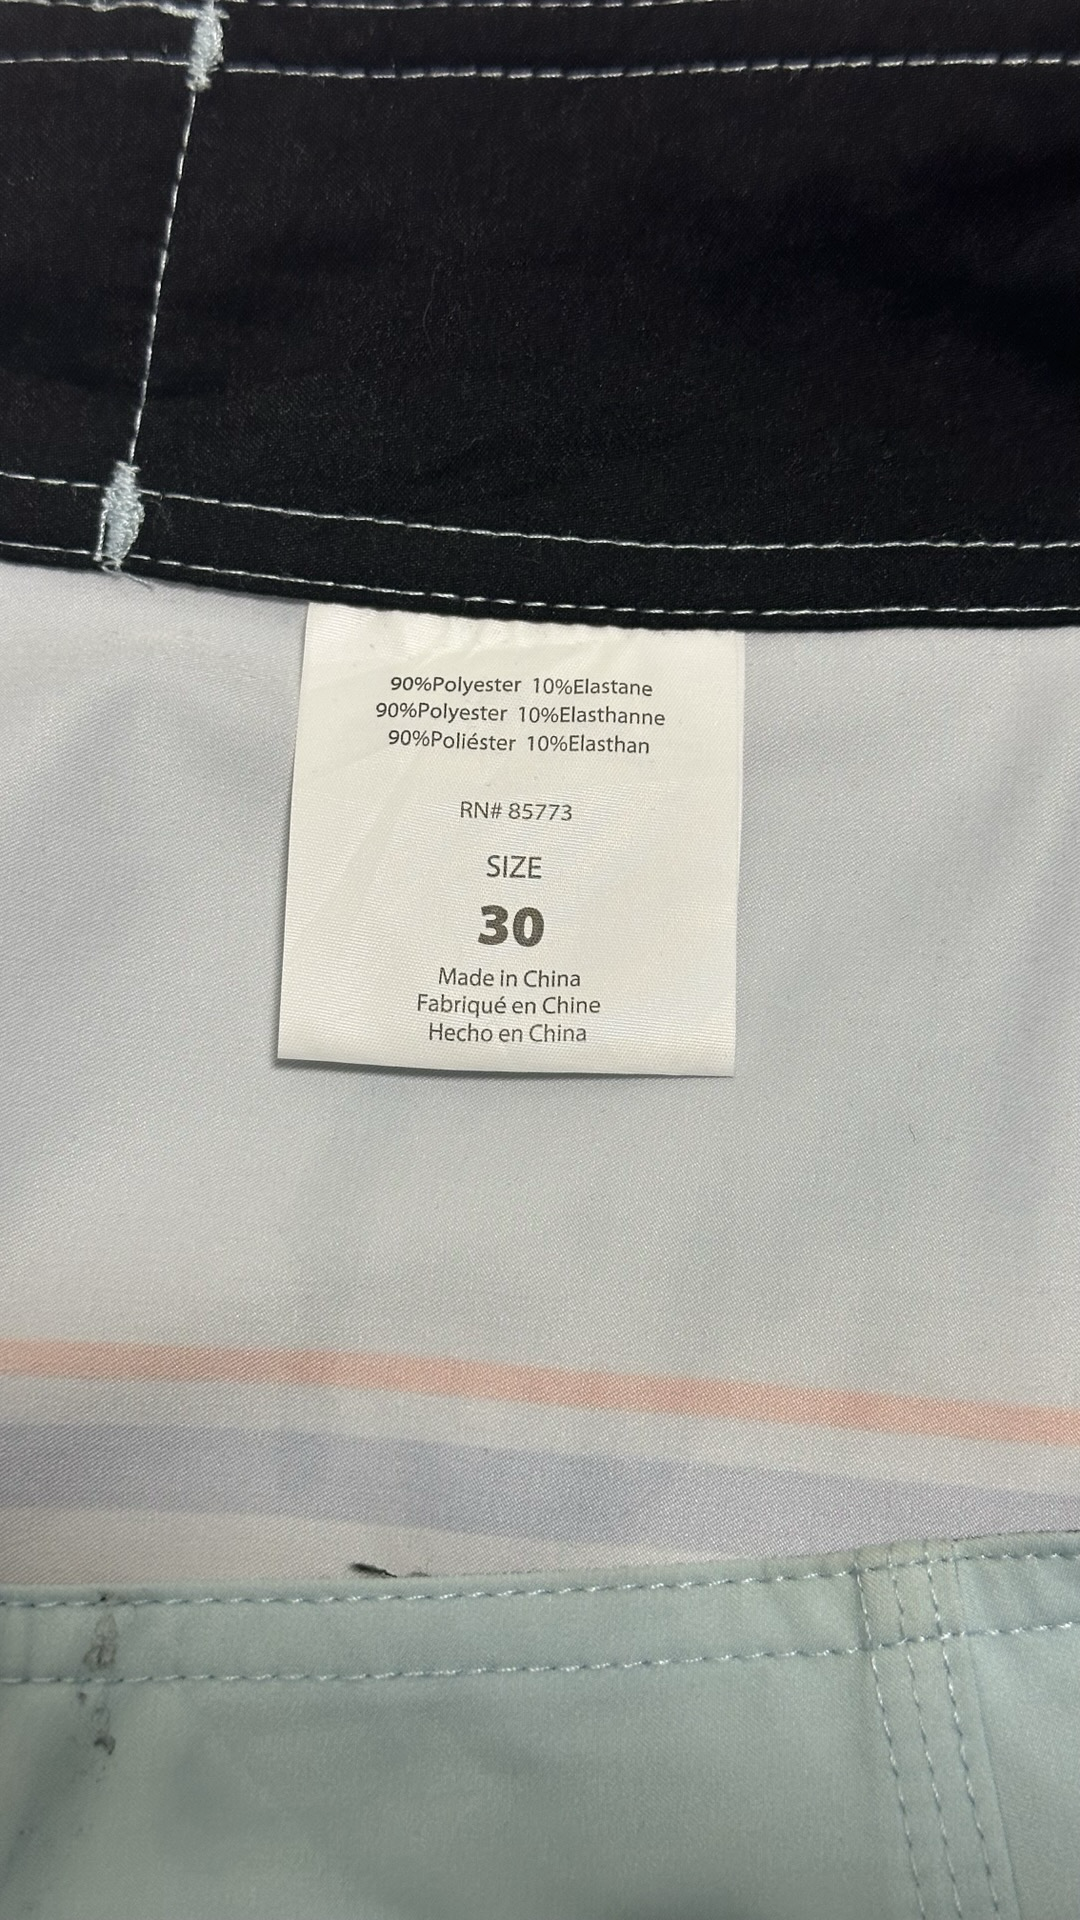 90%Polyester 10%Elastane
90%Polyester 10%Elasthanne
90%Poliéster 10%Elasthan
RN# 85773
SIZE
30
Made in China
Fabriqué en Chine
Hecho en China